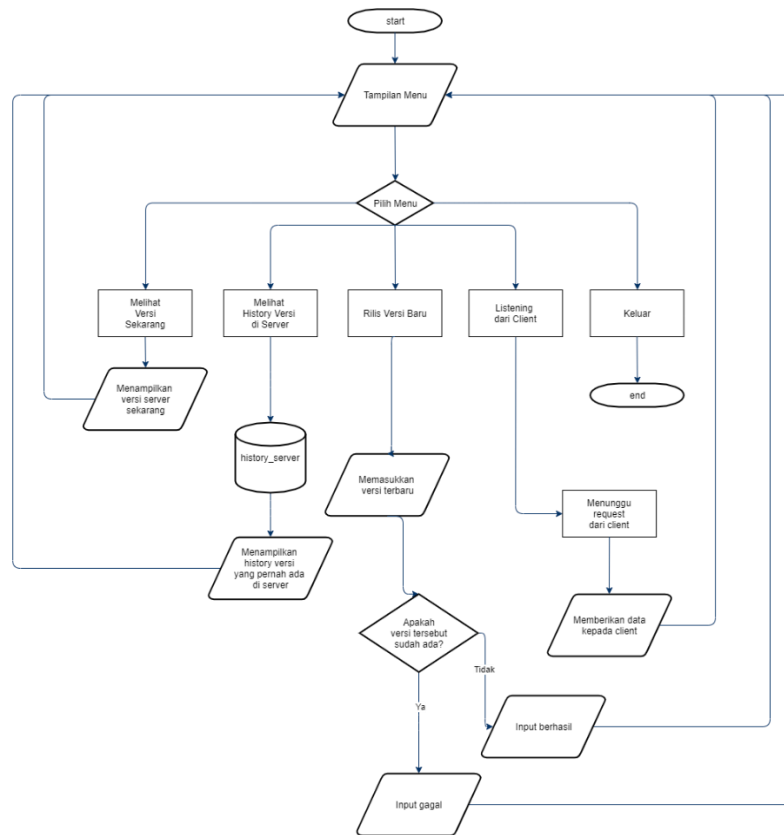 start
Tampilan Menu
Pilih Menu
Melihat
Versi
Sekarang
Melihat
History Versi
di Server
Rilis Versi Baru
Listening
dari Client
Keluar
Menampilkan
versi server
sekarang
end
history_server
Memasukkan
versi terbaru
Menunggu
request
dari client
Menampilkan
history versi
yang pernah ada
di server
Apakah
versi tersebut
sudah ada?
Memberikan data
kepada client
Tidak
Ya
Input berhasil
Input gagal